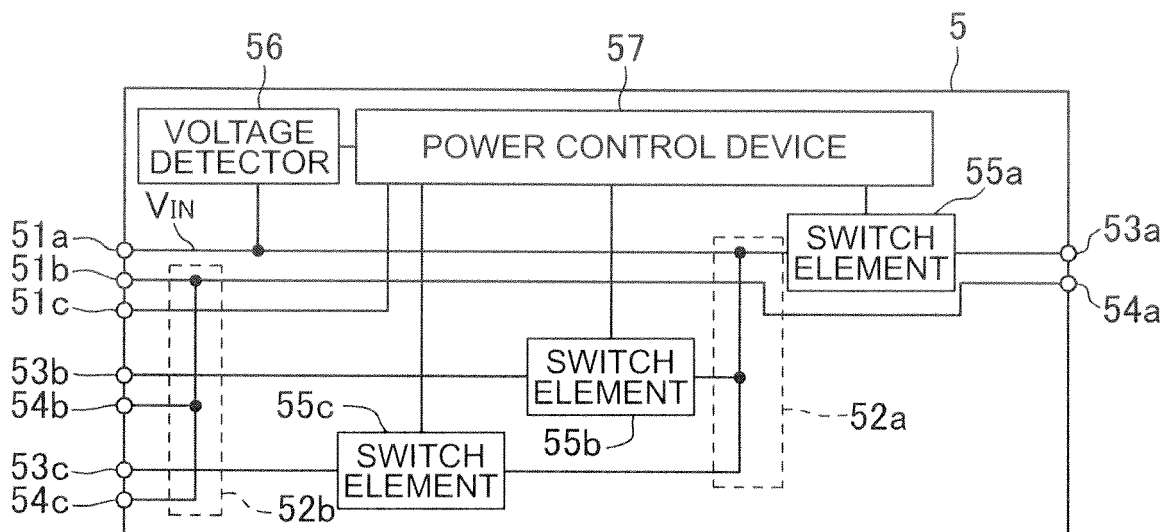 5
56
57
VOLTAGE
DETECTOR
POWER CONTROL DEVICE
55a
VIN
51a
SWITCH
ELEMENT
53a
51b
54a
51c
53b
SWITCH
ELEMENT
54b
55c
55b
52a
53c
SWITCH
ELEMENT
54c
52b